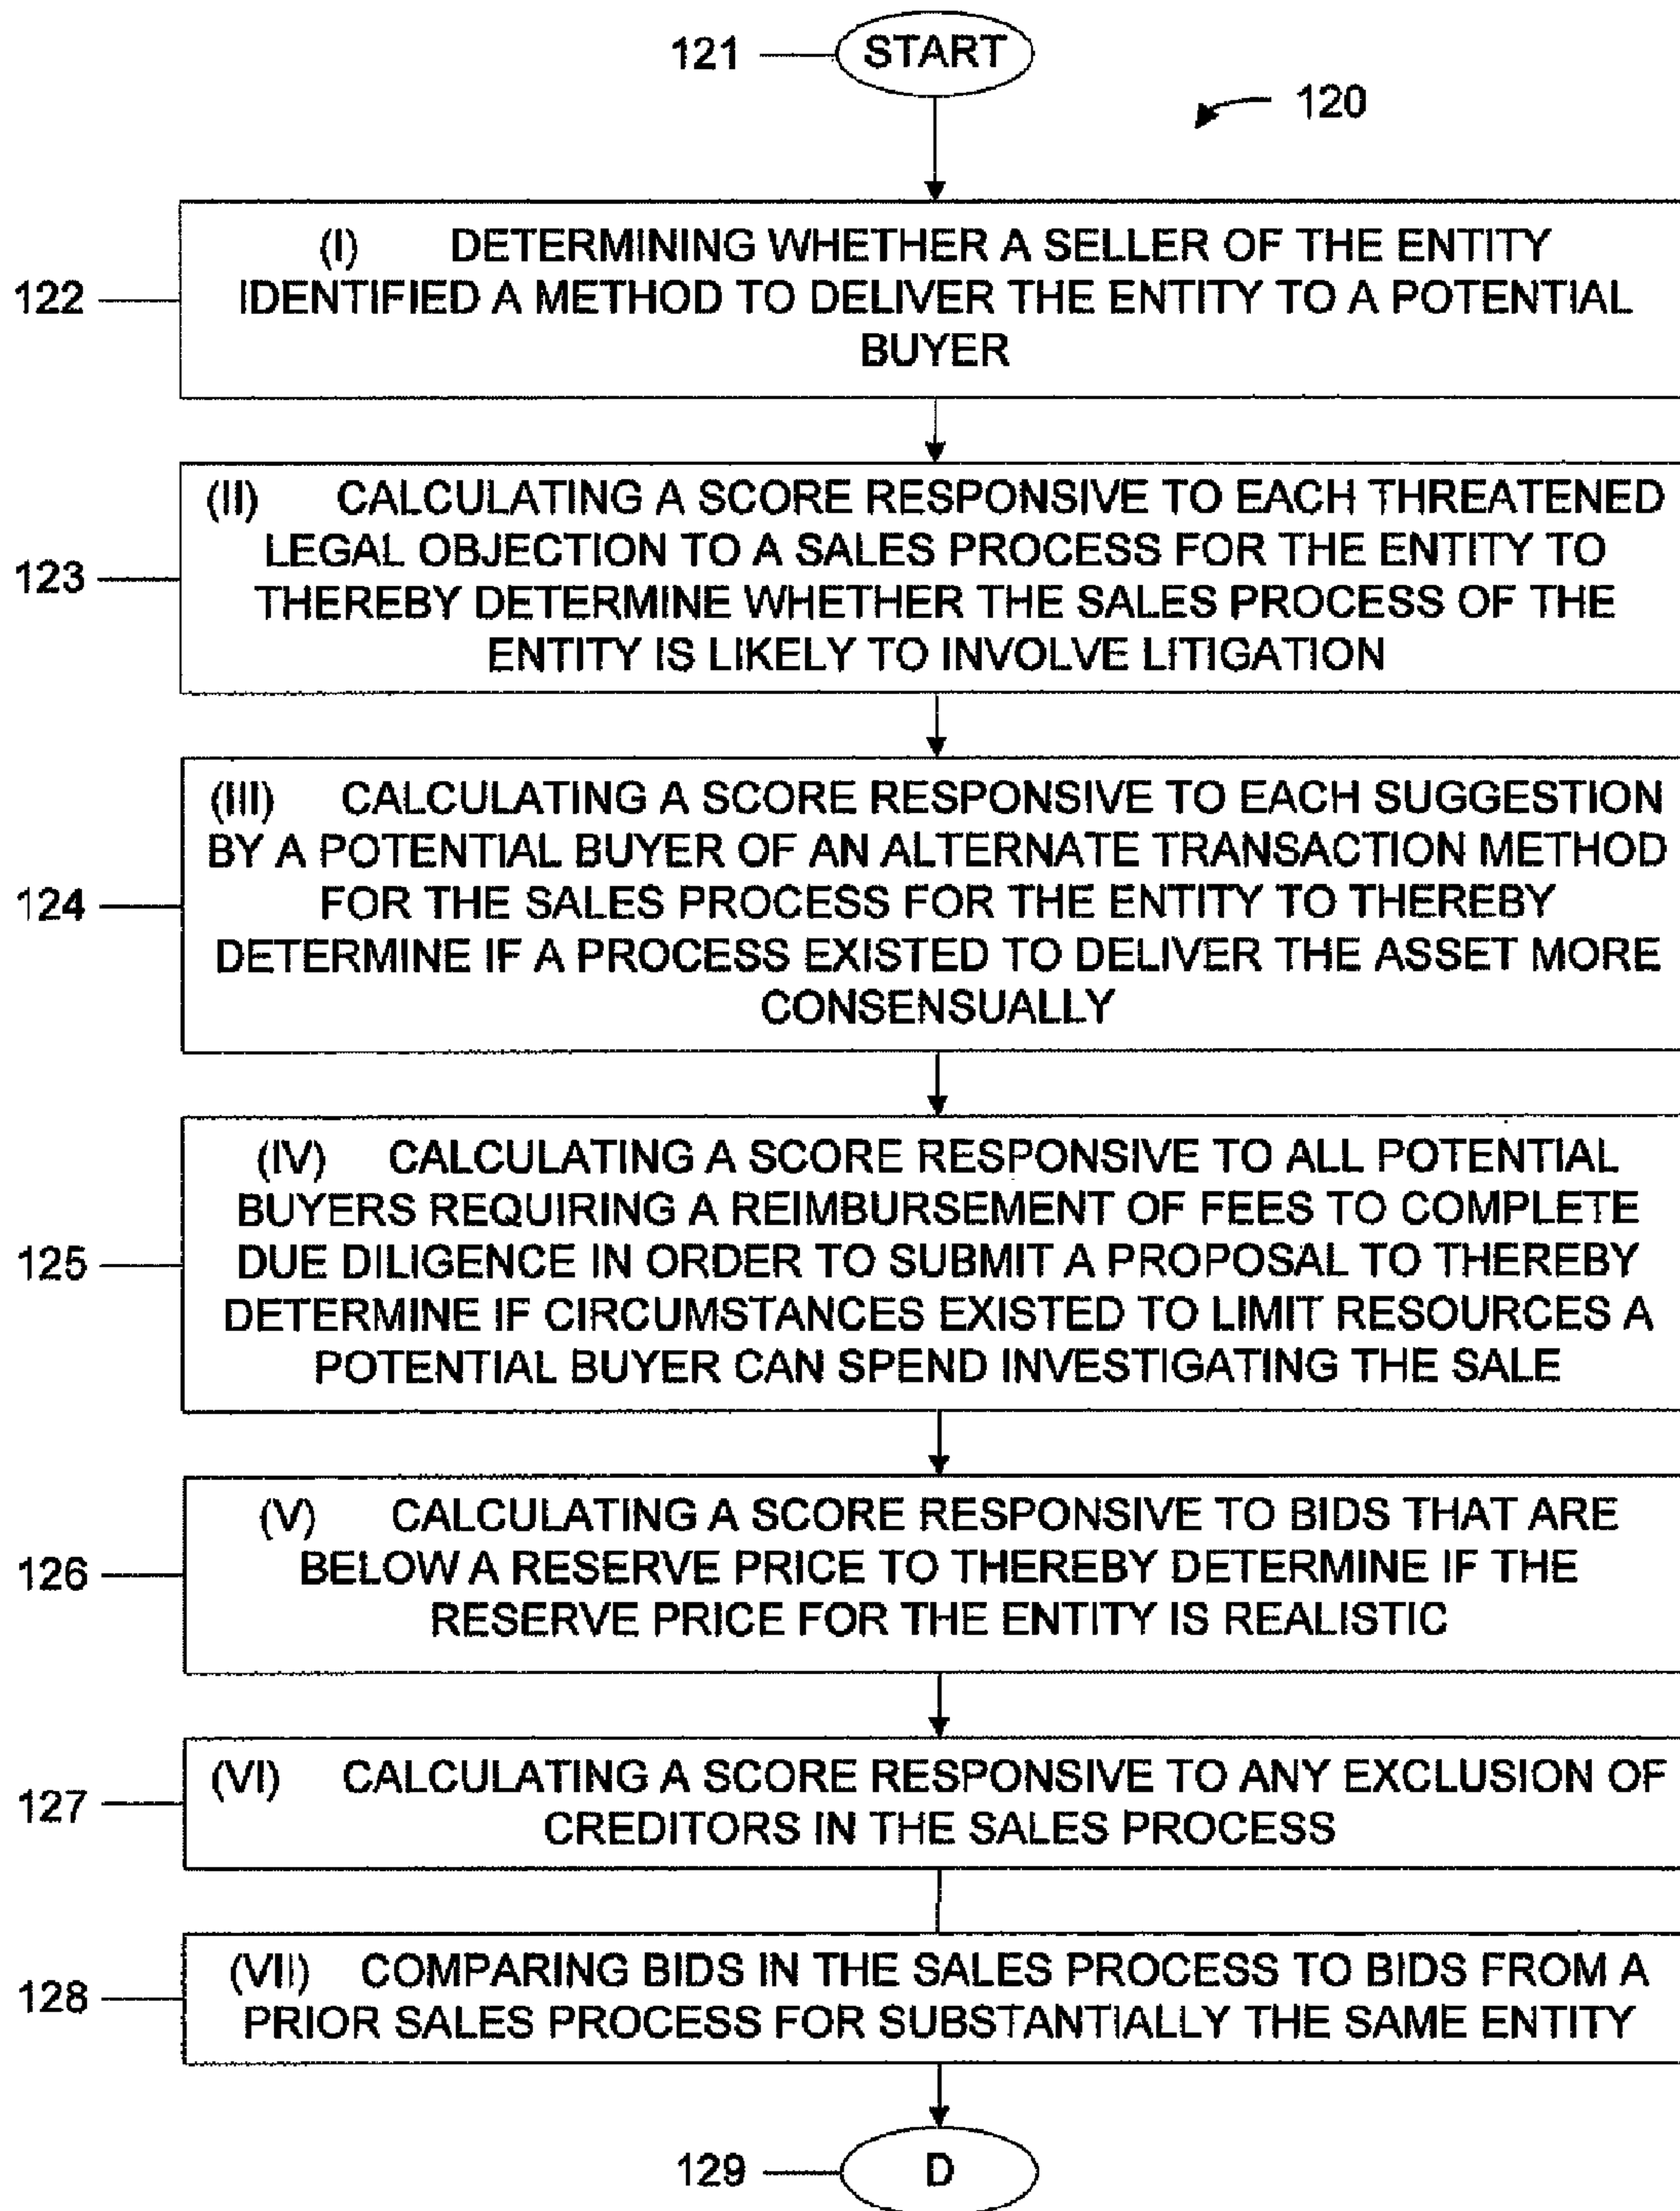 121 START
120
(I) DETERMINING WHETHER A SELLER OF THE ENTITY
122 IDENTIFIED A METHOD TO DELIVER THE ENTITY TO A POTENTIAL
BUYER
(II) CALCULATING A SCORE RESPONSIVE TO EACH THREATENED
LEGAL OBJECTION TO A SALES PROCESS FOR THE ENTITY TO
123 THEREBY DETERMINE WHETHER THE SALES PROCESS OF THE
ENTITY IS LIKELY TO INVOLVE LITIGATION
(III) CALCULATING A SCORE RESPONSIVE TO EACH SUGGESTION
BY A POTENTIAL BUYER OF AN ALTERNATE TRANSACTION METHOD
124 FOR THE SALES PROCESS FOR THE ENTITY TO THEREBY
DETERMINE IF A PROCESS EXISTED TO DELIVER THE ASSET MORE
CONSENSUALLY
(IV) CALCULATING A SCORE RESPONSIVE TO ALL POTENTIAL
BUYERS REQUIRING A REIMBURSEMENT OF FEES TO COMPLETE
125 DUE DILIGENCE IN ORDER TO SUBMIT A PROPOSAL TO THEREBY
DETERMINE IF CIRCUMSTANCES EXISTED TO LIMIT RESOURCES A
POTENTIAL BUYER CAN SPEND INVESTIGATING THE SALE
(V) CALCULATING A SCORE RESPONSIVE TO BIDS THAT ARE
126 BELOW A RESERVE PRICE TO THEREBY DETERMINE IF THE
RESERVE PRICE FOR THE ENTITY IS REALISTIC
(VI) CALCULATING A SCORE RESPONSIVE TO ANY EXCLUSION OF
127 CREDITORS IN THE SALES PROCESS
(VII) COMPARING BIDS IN THE SALES PROCESS TO BIDS FROM A
128 PRIOR SALES PROCESS FOR SUBSTANTIALLY THE SAME ENTITY
129 D